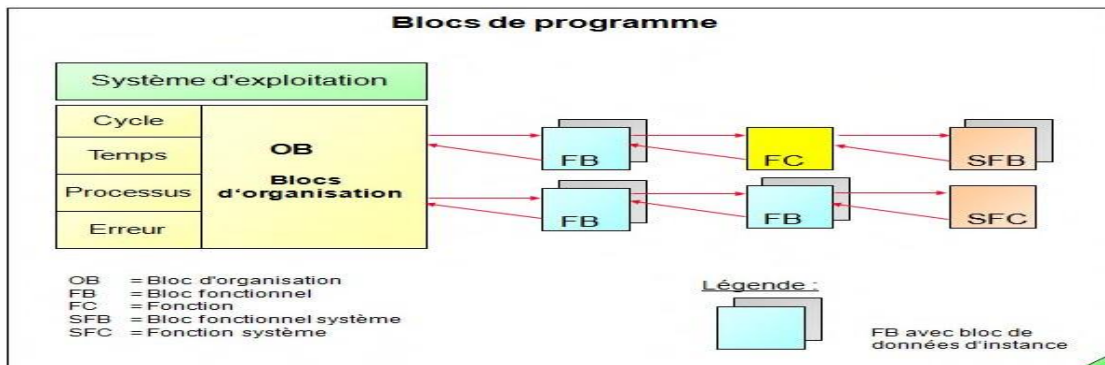 Blocs de programme
Système d'exploitation
Cycle
Temps
Processus
Erreur
OB
Blocs
d'organisation
FB
FC
SFB
FB
FB
SFC
OB = Bloc d'organisation
FB = Bloc fonctionnel
FC = Fonction
SFB = Bloc fonctionnel système
SFC = Fonction système
Légende :
FB avec bloc de
données d'instance